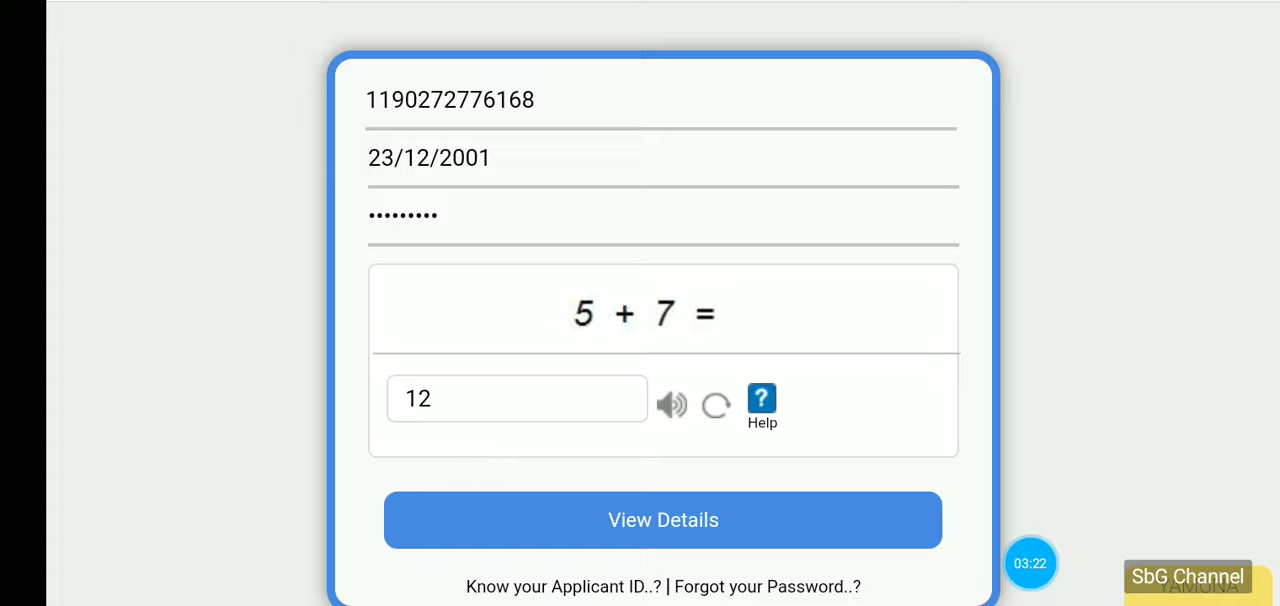 1190272776168
23/12/2001
•••••••••
5 + 7 =
12
?
Help
View Details
Know your Applicant ID..? | Forgot your Password..?
03:22
SbG Channel
YAMUNA